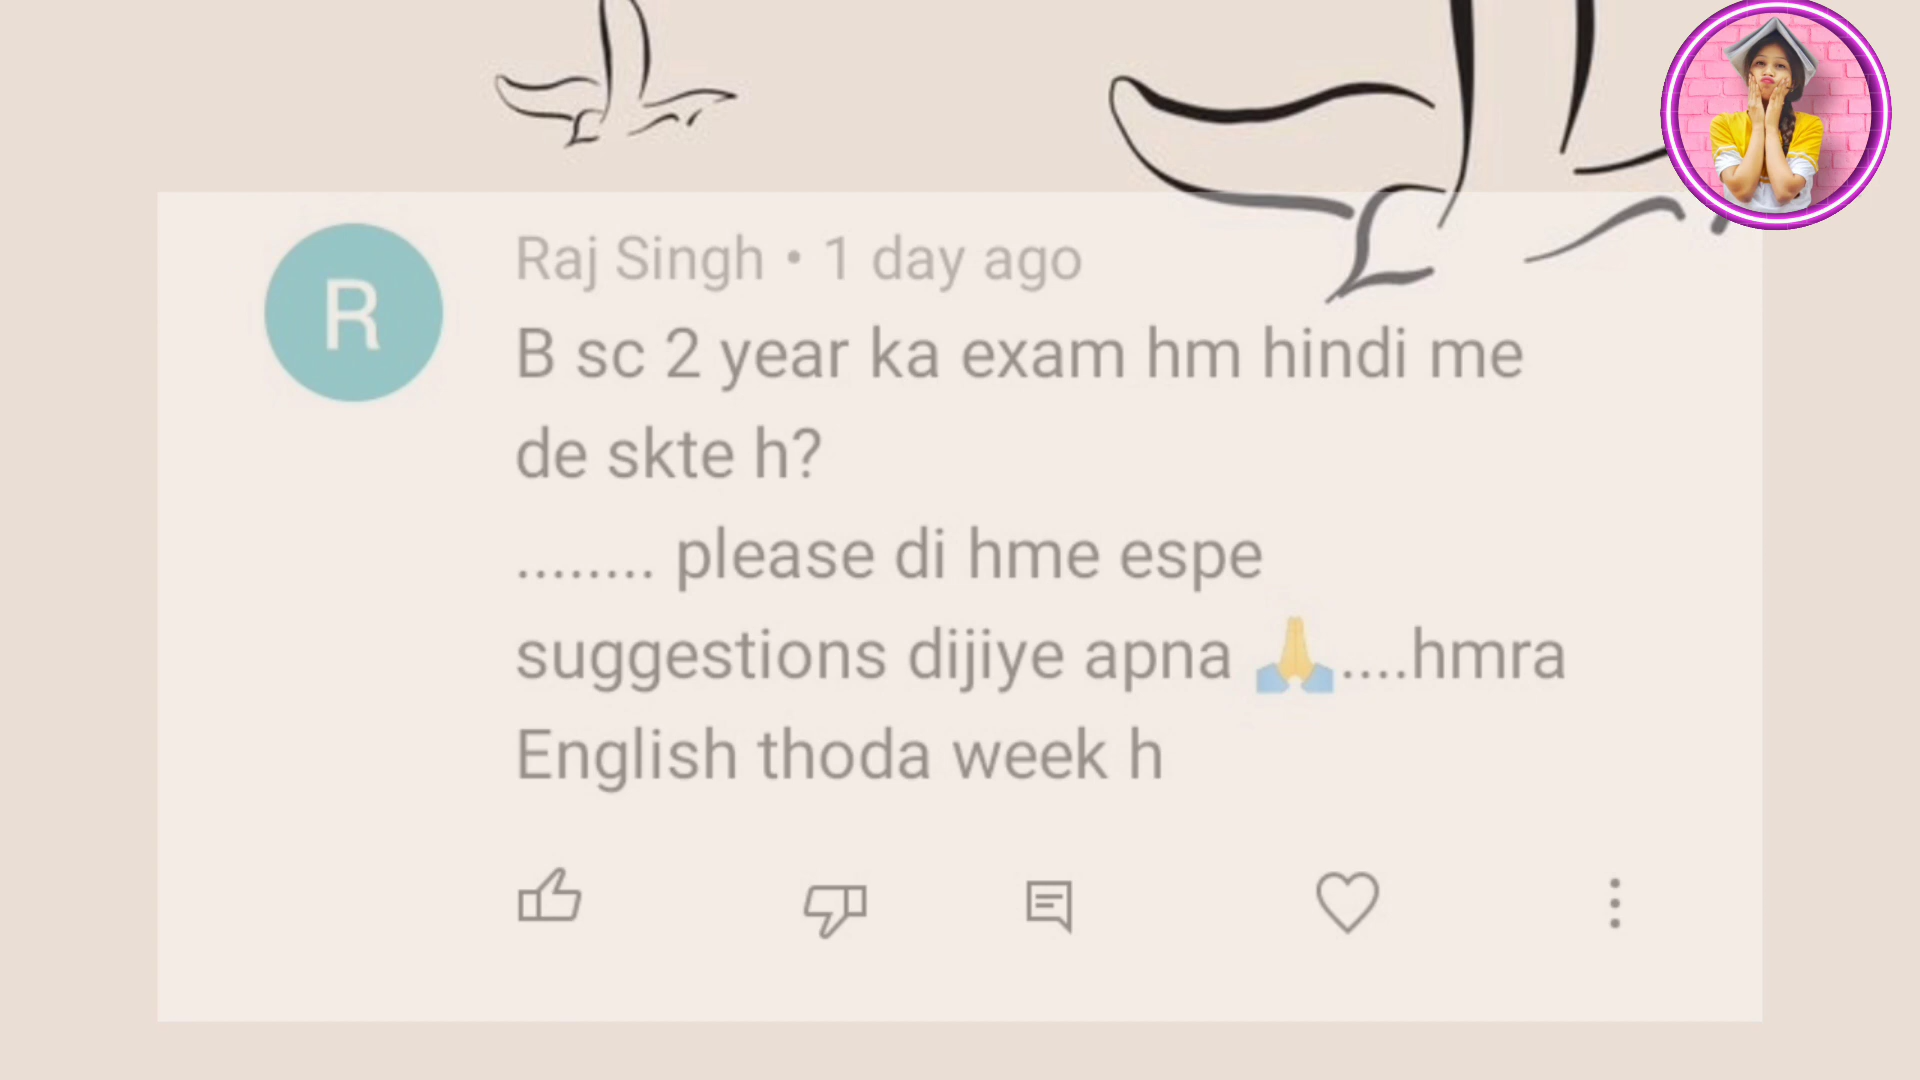 R
Raj Singh • 1 day ago
B sc 2 year ka exam hm hindi me
de skte h?
........ please di hme espe
suggestions dijiye apna 🙏....hmra
English thoda week h